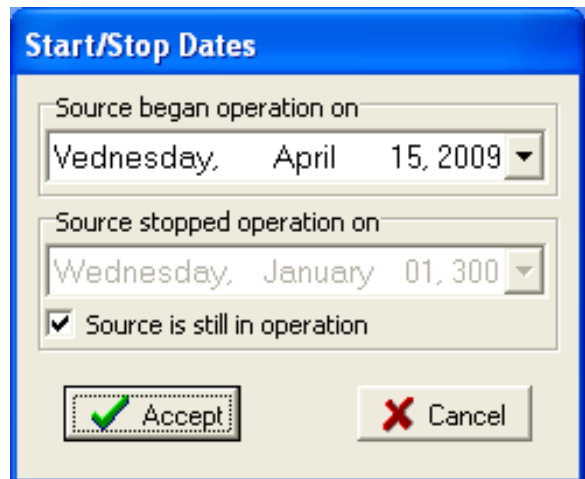 Start/Stop Dates
Source began operation on
Vednesday, April 15, 2009
Source stopped operation on
Wednesday, January 01, 300
Source is still in operation
Accept Cancel